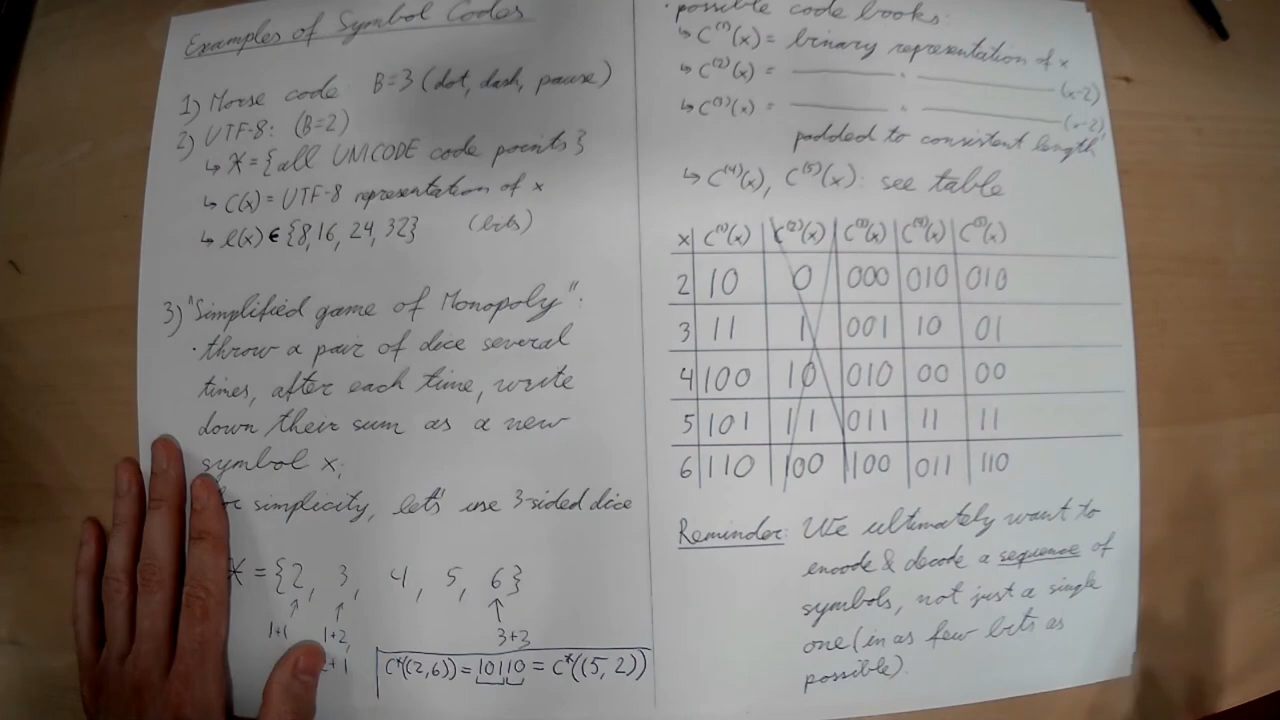 Examples of Symbol Codes
1) Morse code: B=3 (dot, dash, pause)
2) UTF-8: (B=2)
↳ 𝔛 = {all UNICODE code points}
↳ C(x) = UTF-8 representation of x
↳ ℓ(x) ∈ {8, 16, 24, 32} (bits)
3) "Simplified game of Monopoly":
· throw a pair of dice several
times, after each time, write
down their sum as a new
symbol xᵢ
simplicity, let's use 3-sided dice
𝔛 = {2, 3, 4, 5, 6}
↑ ↑ ↑
1+1 1+2, 3+3
+1
C*((2,6)) = 10110 = C*((5, 2))
· possible code books:
↳ C⁽¹⁾(x) = binary representation of x
↳ C⁽²⁾(x) = —— " —— (x-2)
↳ C⁽³⁾(x) = —— " —— (x-2),
padded to consistent length
↳ C⁽⁴⁾(x), C⁽⁵⁾(x): see table
x C⁽¹⁾(x) C⁽²⁾(x) C⁽³⁾(x) C⁽⁴⁾(x) C⁽⁵⁾(x)
2 10 0 000 010 010
3 11 1 001 10 01
4 100 10 010 00 00
5 101 11 011 11 11
6 110 100 100 011 110
Reminder: We ultimately want to
encode & decode a sequence of
symbols, not just a single
one (in as few bits as
possible).